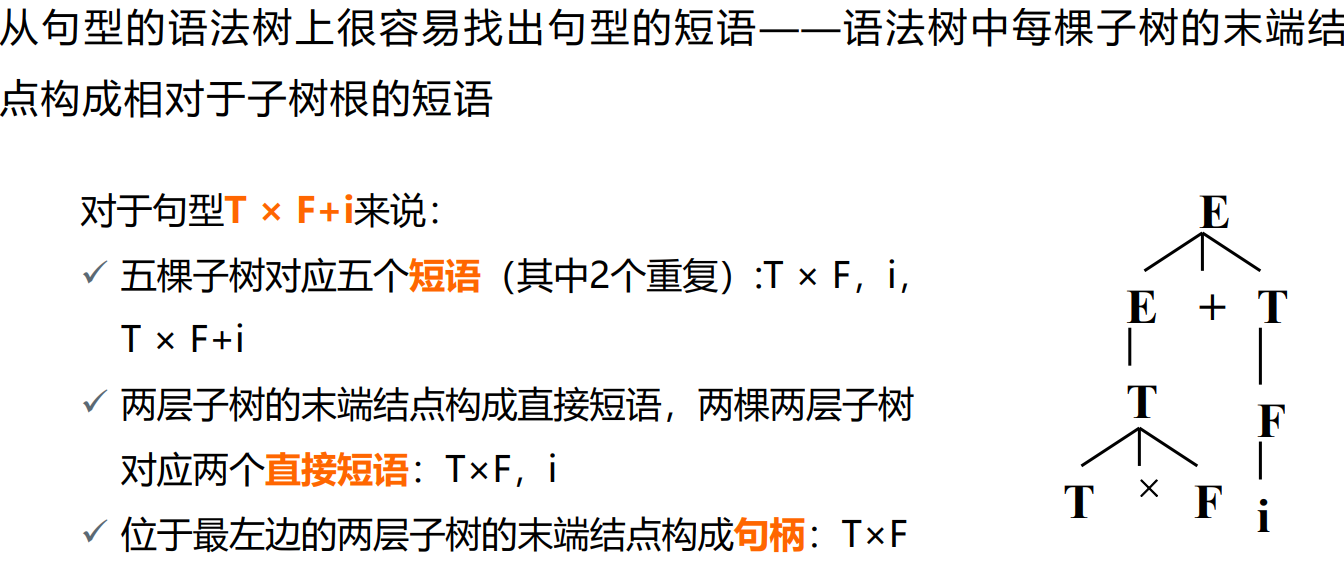 从句型的语法树上很容易找出句型的短语——语法树中每棵子树的末端结
点构成相对于子树根的短语
对于句型T × F+i来说：
✓ 五棵子树对应五个短语（其中2个重复）:T × F，i，
T × F+i
✓ 两层子树的末端结点构成直接短语，两棵两层子树
对应两个直接短语：T×F，i
✓ 位于最左边的两层子树的末端结点构成句柄：T×F
E
E + T
T
F
T × F
i